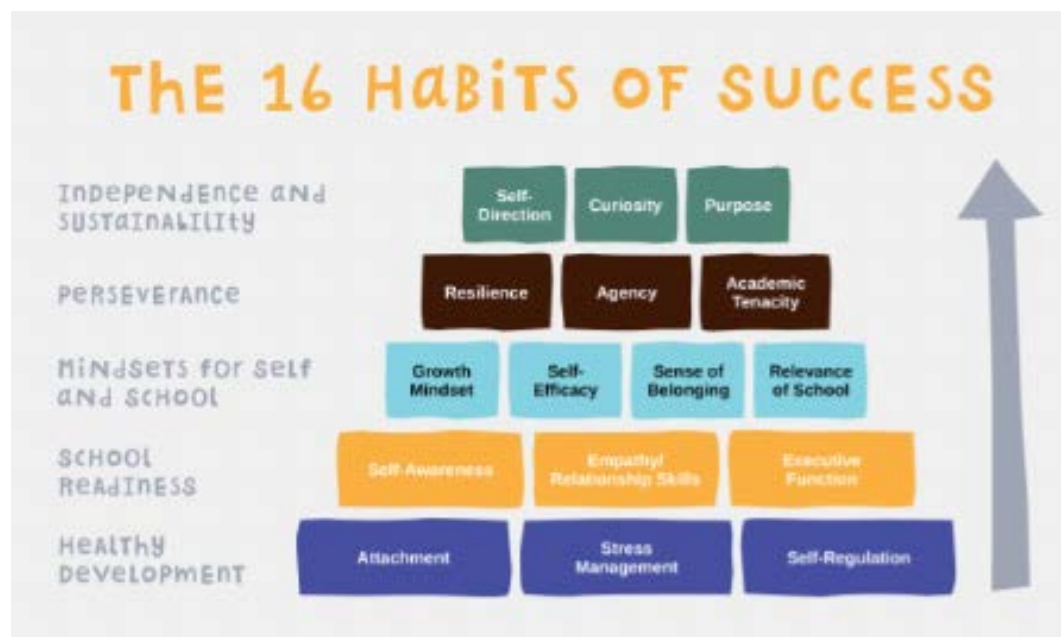 THE 16 HABITS OF SUCCESS
INDEPENDENCE AND
SUSTAINABILITY
Self-
Direction
Curiosity
Purpose
PERSEVERANCE
Resilience
Agency
Academic
Tenacity
MINDSETS FOR SELF
AND SCHOOL
Growth
Mindset
Self-
Efficacy
Sense of
Belonging
Relevance
of School
SCHOOL
READINESS
Self-Awareness
Empathy/
Relationship Skills
Executive
Function
HEALTHY
DEVELOPMENT
Attachment
Stress
Management
Self-Regulation